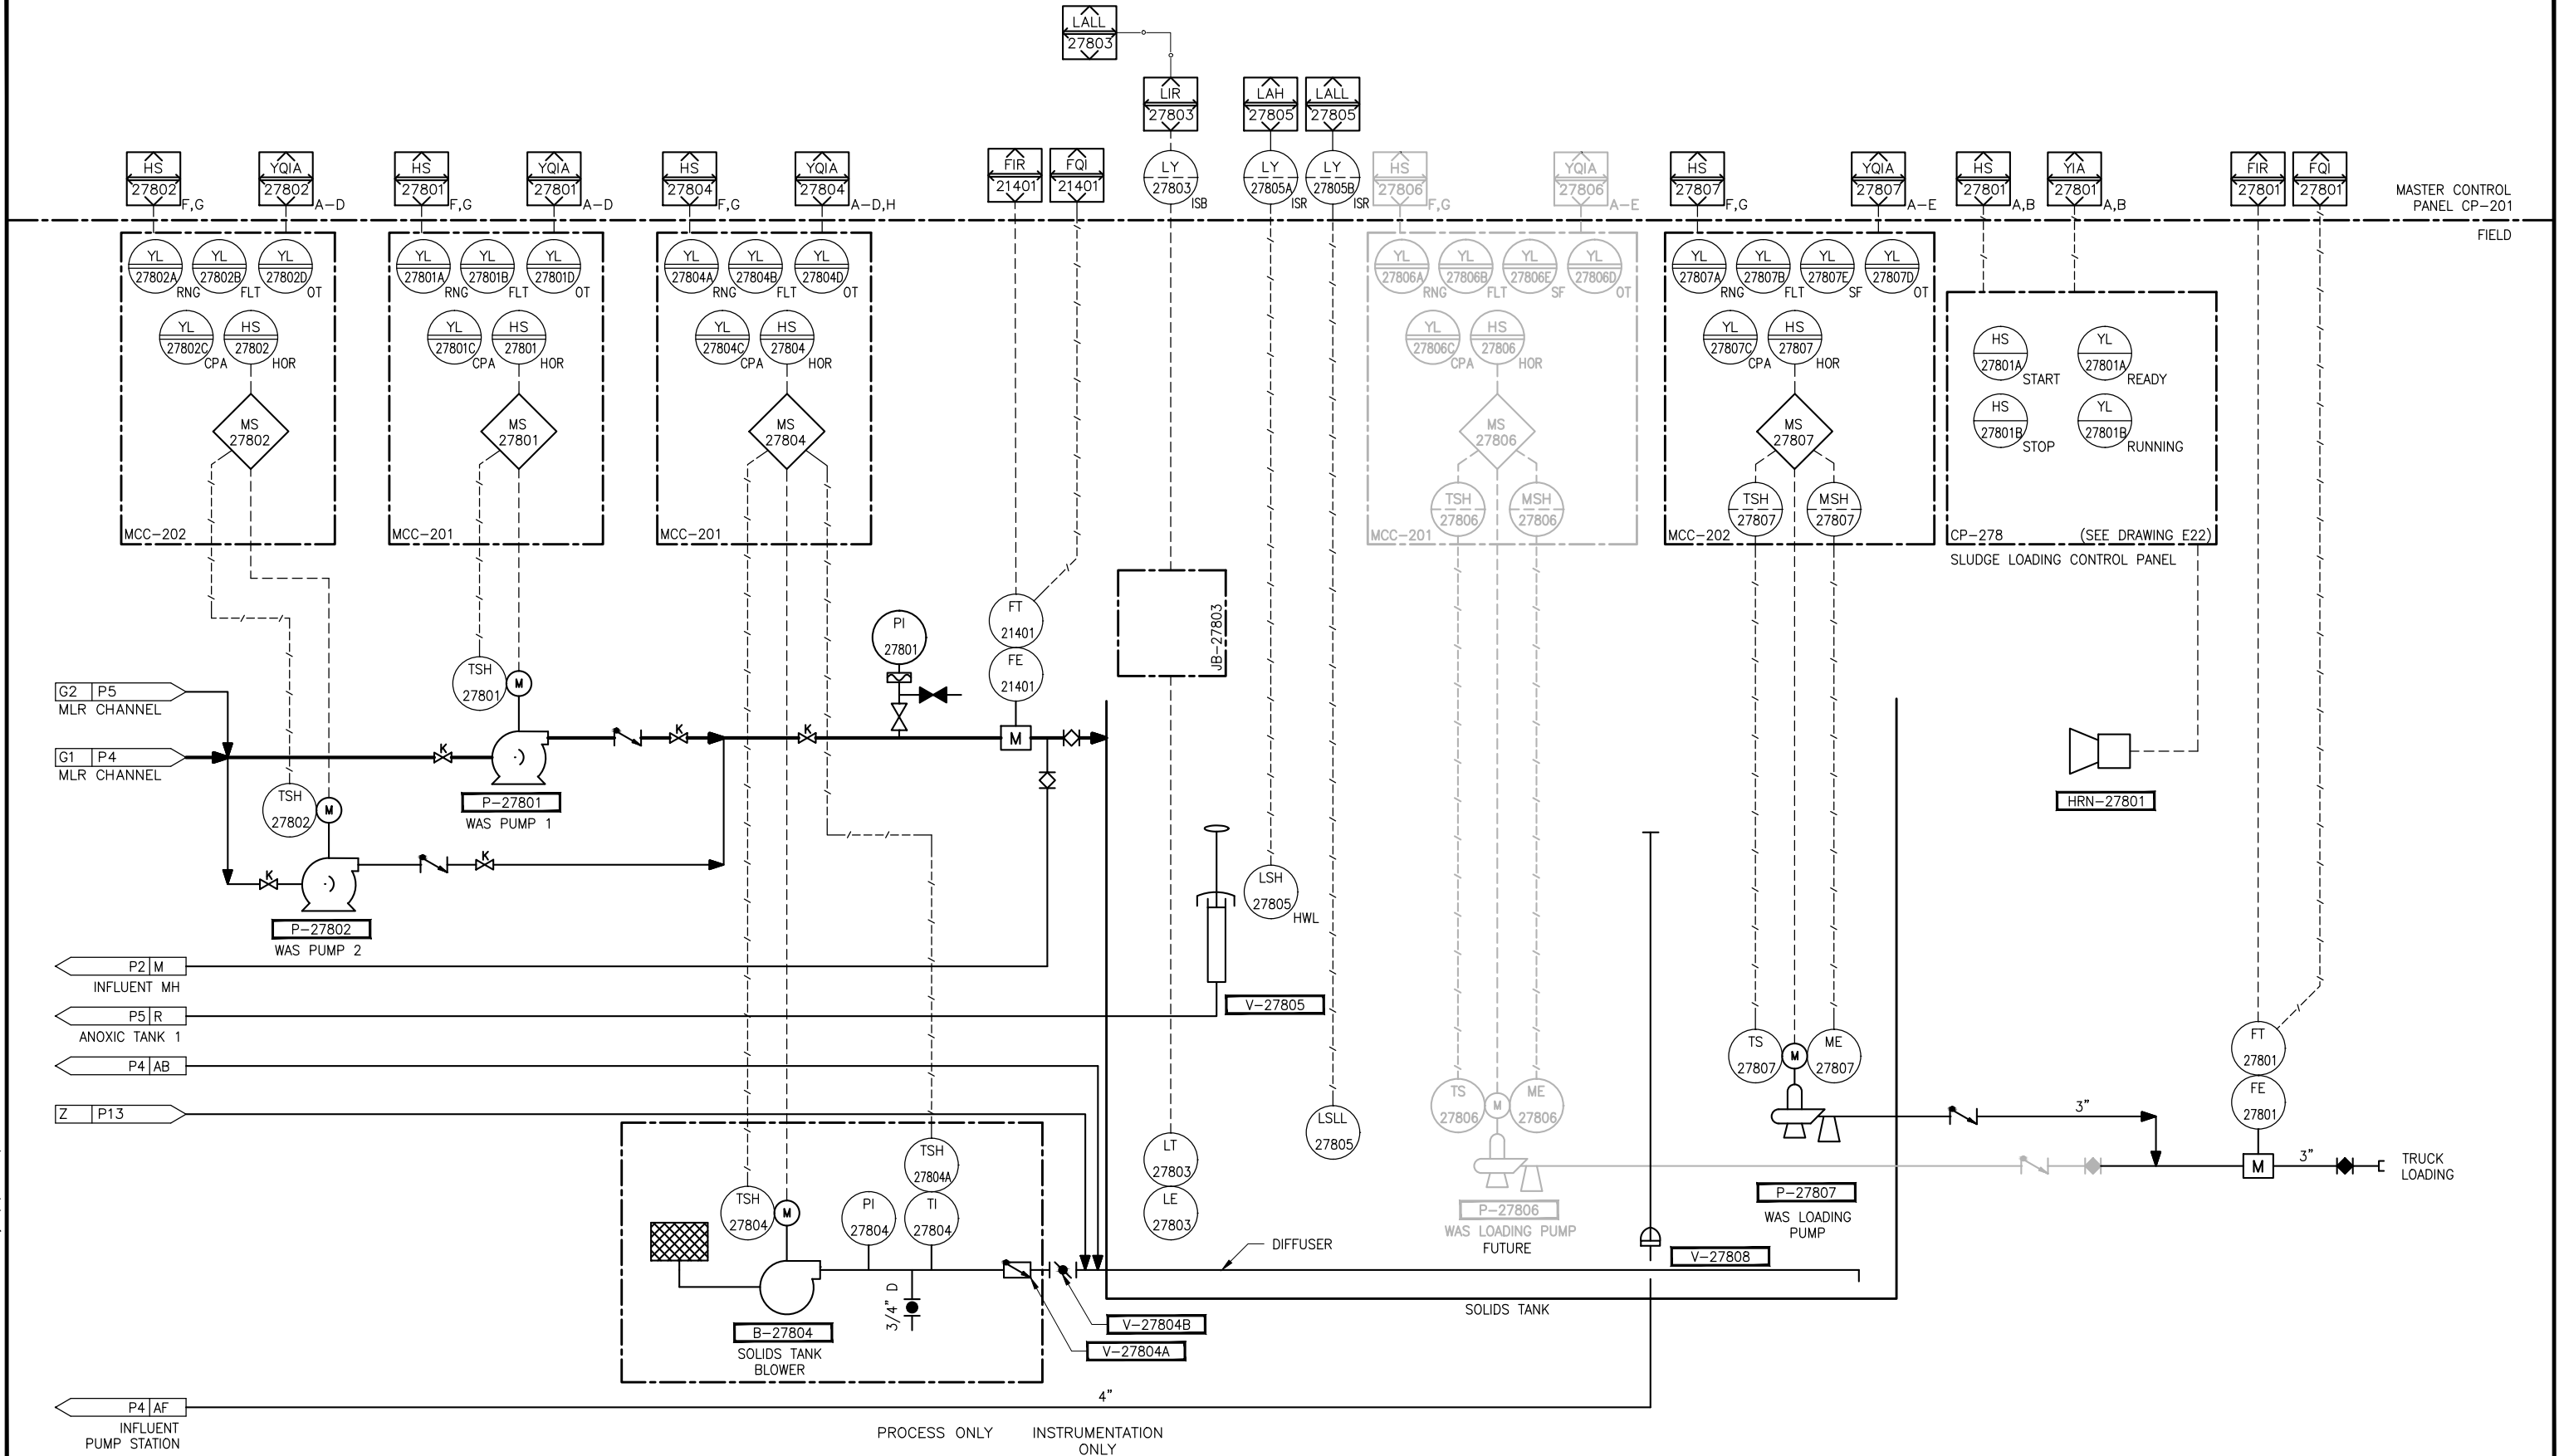 LALL
27803
LIR
27803
LAH
27805
LALL
27805
HS
27802
F,G
YQIA
27802
A-D
HS
27801
F,G
YQIA
27801
A-D
HS
27804
F,G
YQIA
27804
A-D,H
FIR
21401
FQI
21401
LY
27803
ISB
LY
27805A
ISR
LY
27805B
ISR
HS
27806
F,G
YQIA
27806
A-E
HS
27807
F,G
YQIA
27807
A-E
HS
27801
A,B
YIA
27801
A,B
FIR
27801
FQI
27801
MASTER CONTROL
PANEL CP-201
FIELD
YL
27802A
RNG
YL
27802B
FLT
YL
27802D
OT
YL
27802C
CPA
HS
27802
HOR
MS
27802
MCC-202
YL
27801A
RNG
YL
27801B
FLT
YL
27801D
OT
YL
27801C
CPA
HS
27801
HOR
MS
27801
MCC-201
YL
27804A
RNG
YL
27804B
FLT
YL
27804D
OT
YL
27804C
CPA
HS
27804
HOR
MS
27804
MCC-201
YL
27806A
RNG
YL
27806B
FLT
YL
27806E
SF
YL
27806D
OT
YL
27806C
CPA
HS
27806
HOR
MS
27806
TSH
27806
MSH
27806
MCC-201
YL
27807A
RNG
YL
27807B
FLT
YL
27807E
SF
YL
27807D
OT
YL
27807C
CPA
HS
27807
HOR
MS
27807
TSH
27807
MSH
27807
MCC-202
HS
27801A
START
YL
27801A
READY
HS
27801B
STOP
YL
27801B
RUNNING
CP-278
(SEE DRAWING E22)
SLUDGE LOADING CONTROL PANEL
JB-27803
PI
27801
FT
21401
FE
21401
M
TSH
27801
M
G2 P5
MLR CHANNEL
G1 P4
MLR CHANNEL
K
K
K
P-27801
WAS PUMP 1
TSH
27802
M
K
K
P-27802
WAS PUMP 2
HRN-27801
LSH
27805
HWL
P2 M
INFLUENT MH
V-27805
P5 R
ANOXIC TANK 1
P4 AB
Z P13
LSLL
27805
LT
27803
LE
27803
TS
27806
M
ME
27806
P-27806
WAS LOADING PUMP
FUTURE
TS
27807
M
ME
27807
P-27807
WAS LOADING
PUMP
3"
FT
27801
FE
27801
M
3"
TRUCK
LOADING
TSH
27804
M
PI
27804
TSH
27804A
TI
27804
3/4" D
B-27804
SOLIDS TANK
BLOWER
DIFFUSER
V-27808
SOLIDS TANK
V-27804B
V-27804A
4"
P4 AF
INFLUENT
PUMP STATION
PROCESS ONLY
INSTRUMENTATION
ONLY